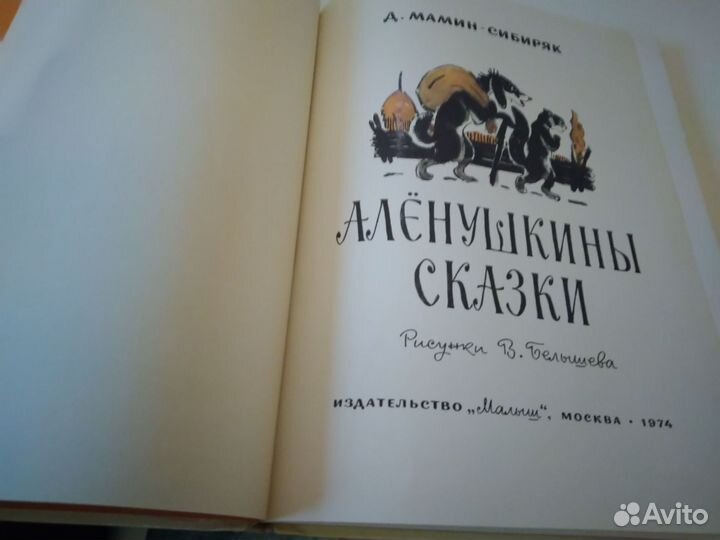 Д. МАМИН-СИБИРЯК
АЛЁНУШКИНЫ
СКАЗКИ
Рисунки В. Белышева
ИЗДАТЕЛЬСТВО „Малыш“, МОСКВА · 1974
Avito